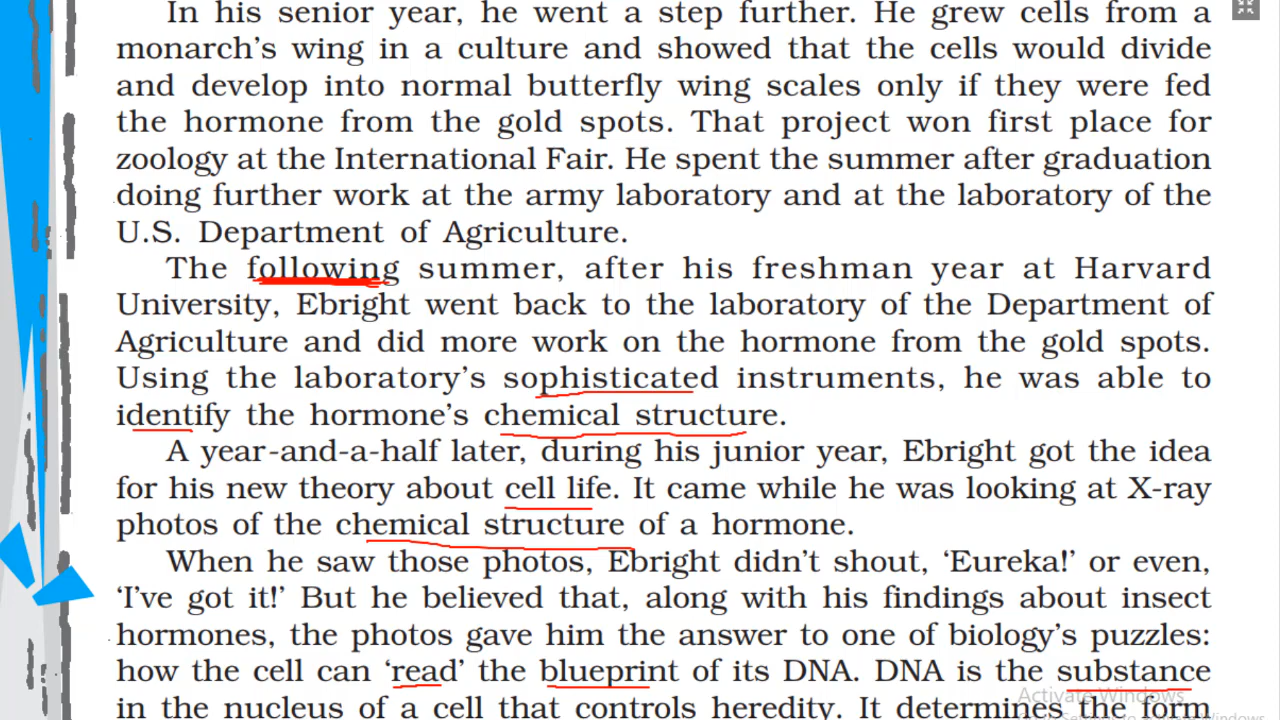 In his senior year, he went a step further. He grew cells from a
monarch's wing in a culture and showed that the cells would divide
and develop into normal butterfly wing scales only if they were fed
the hormone from the gold spots. That project won first place for
zoology at the International Fair. He spent the summer after graduation
doing further work at the army laboratory and at the laboratory of the
U.S. Department of Agriculture.
The following summer, after his freshman year at Harvard
University, Ebright went back to the laboratory of the Department of
Agriculture and did more work on the hormone from the gold spots.
Using the laboratory's sophisticated instruments, he was able to
identify the hormone's chemical structure.
A year-and-a-half later, during his junior year, Ebright got the idea
for his new theory about cell life. It came while he was looking at X-ray
photos of the chemical structure of a hormone.
When he saw those photos, Ebright didn't shout, 'Eureka!' or even,
'I've got it!' But he believed that, along with his findings about insect
hormones, the photos gave him the answer to one of biology's puzzles:
how the cell can 'read' the blueprint of its DNA. DNA is the substance
Activate Windows
in the nucleus of a cell that controls heredity. It determines the form